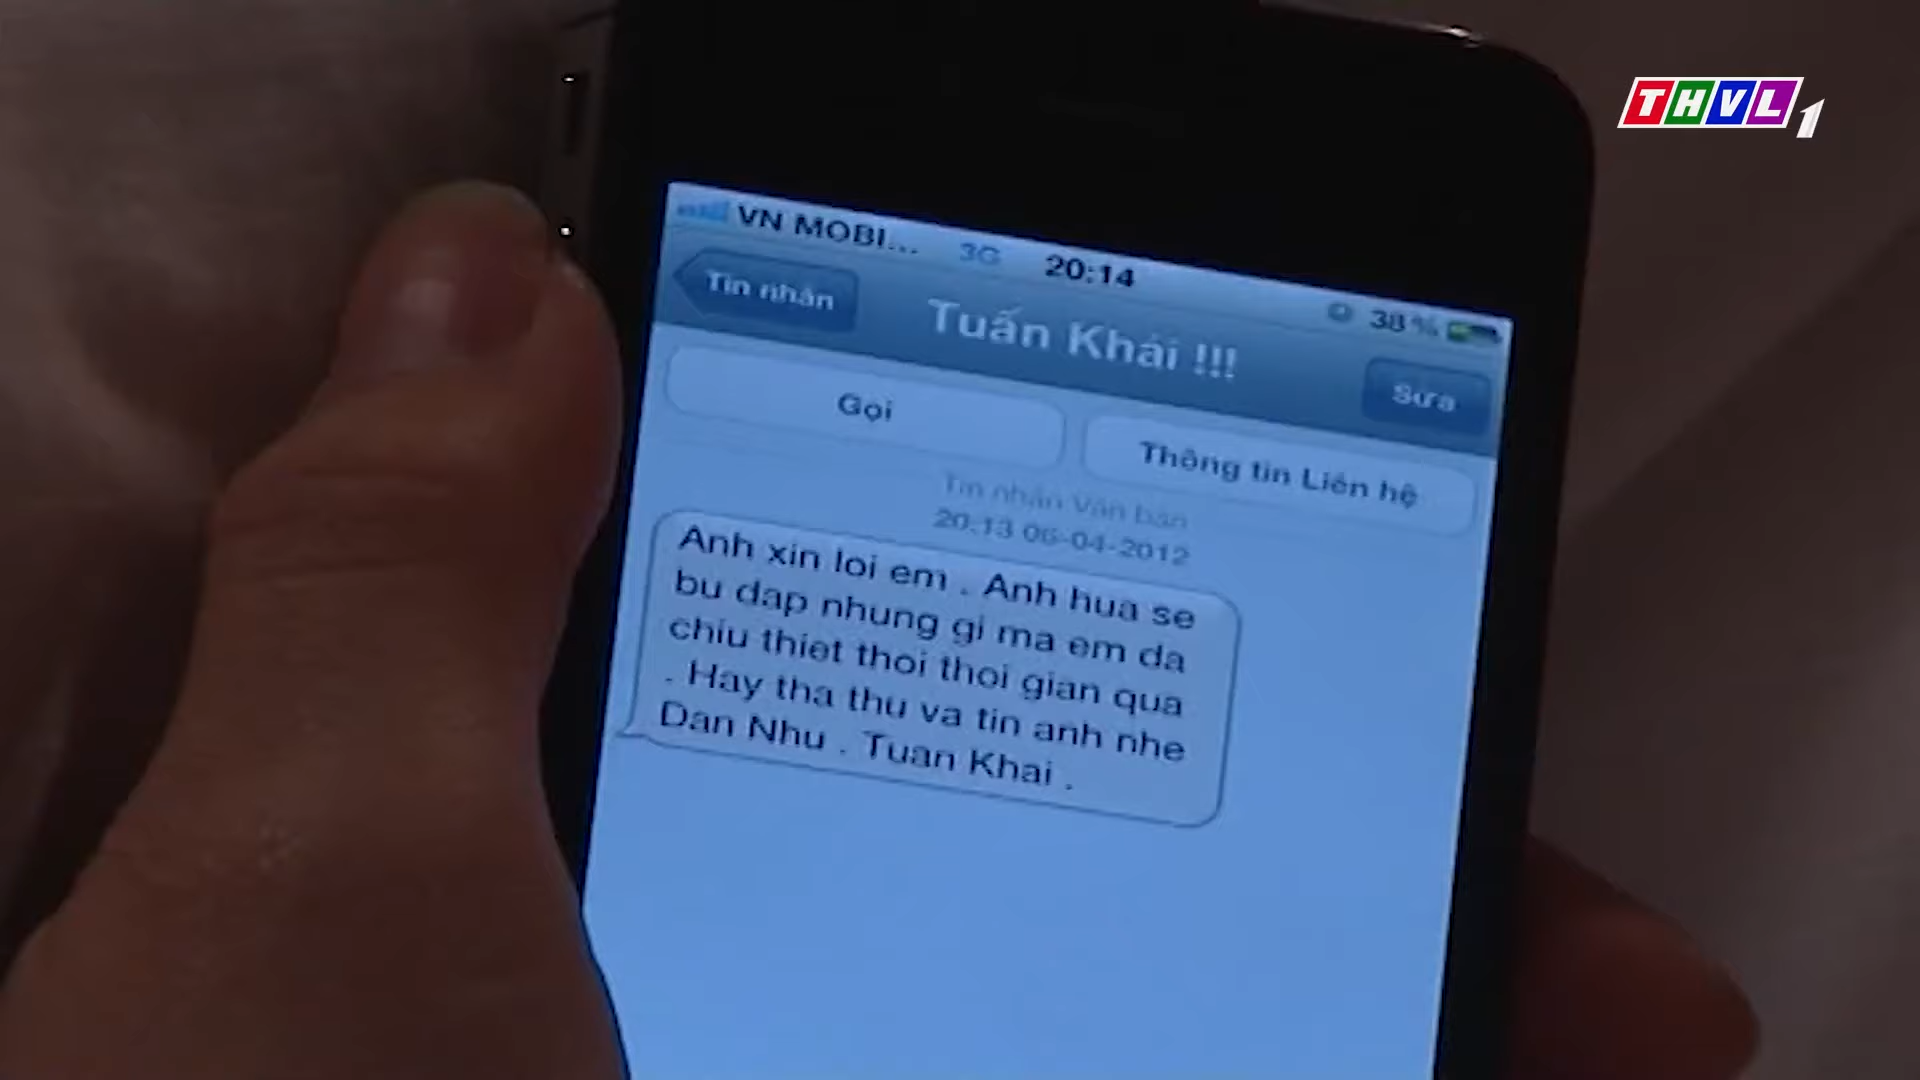 THVL1
VN MOBI... 3G 20:14 38%
Tin nhắn
Tuấn Khải !!!
Sửa
Gọi
Thông tin Liên hệ
Tin nhắn Văn bản
20:13 06-04-2012
Anh xin loi em . Anh hua se
bu dap nhung gi ma em da
chiu thiet thoi thoi gian qua
. Hay tha thu va tin anh nhe
Dan Nhu . Tuan Khai .